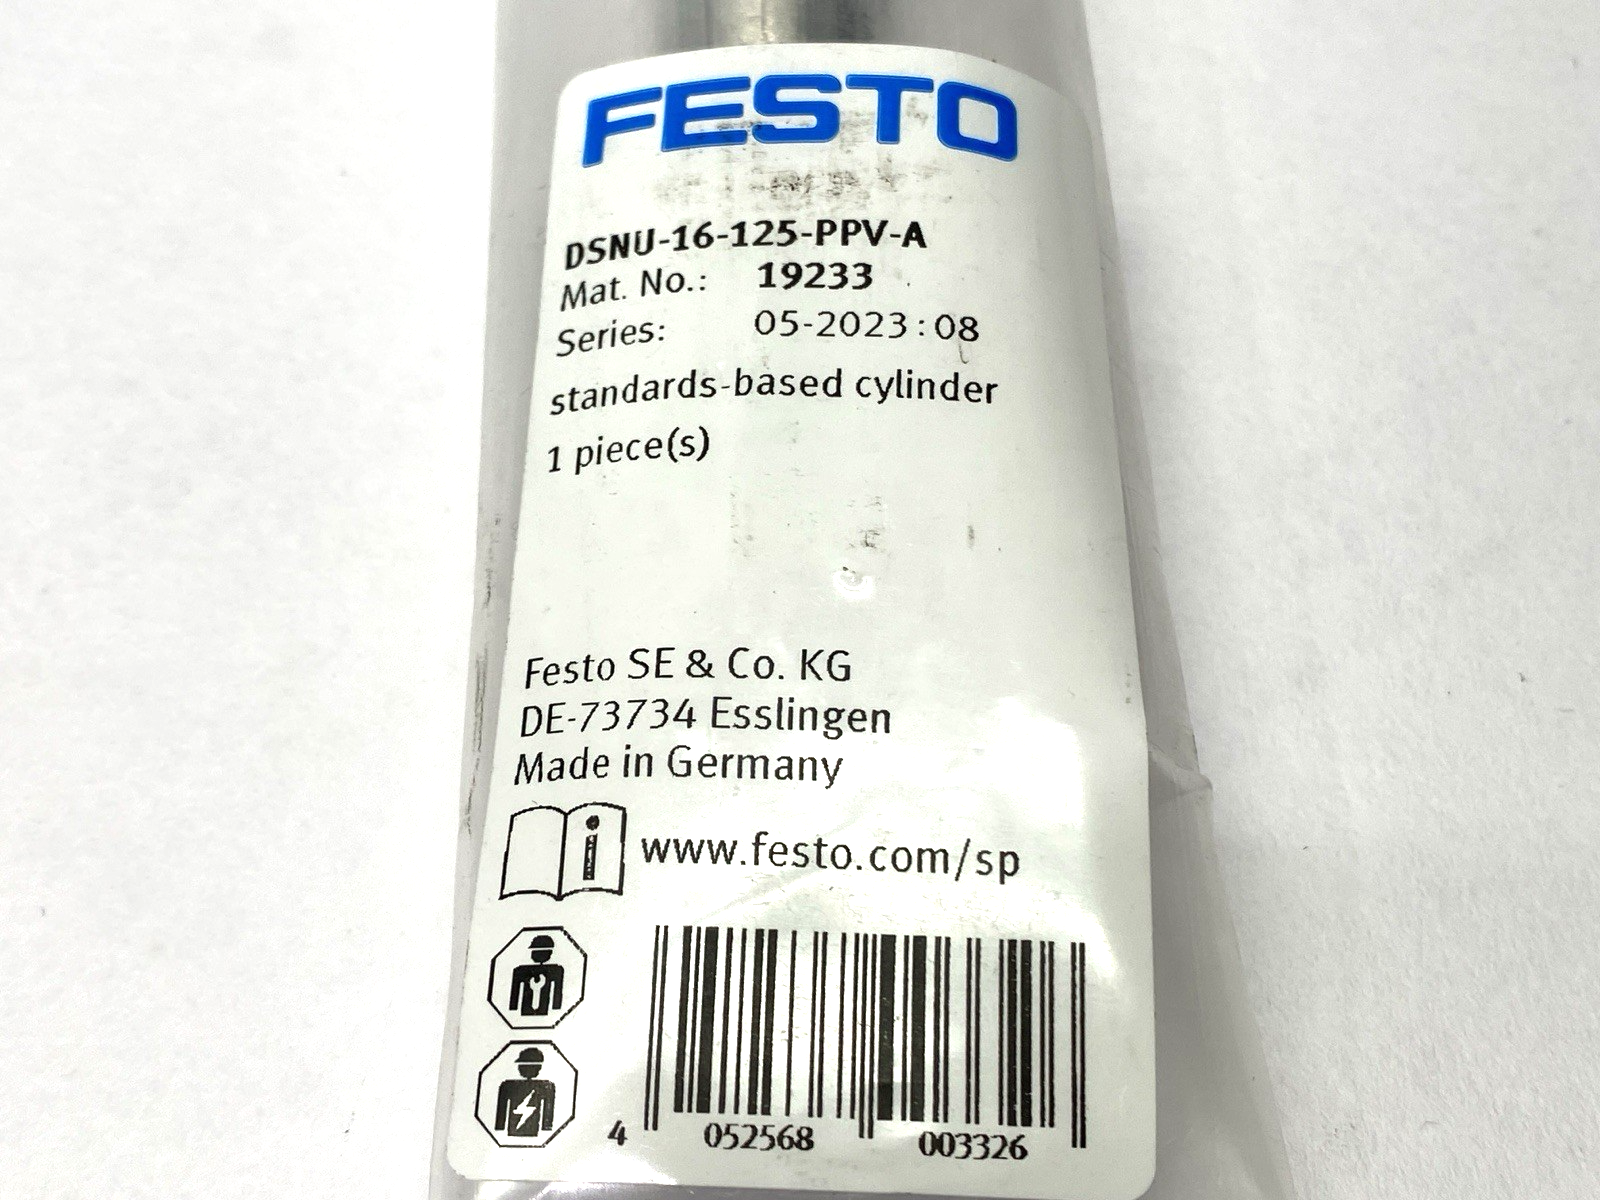 FESTO
DSNU-16-125-PPV-A
Mat. No.: 19233
Series: 05-2023:08
standards-based cylinder
1 piece(s)
Festo SE & Co. KG
DE-73734 Esslingen
Made in Germany
www.festo.com/sp
4 052568 003326